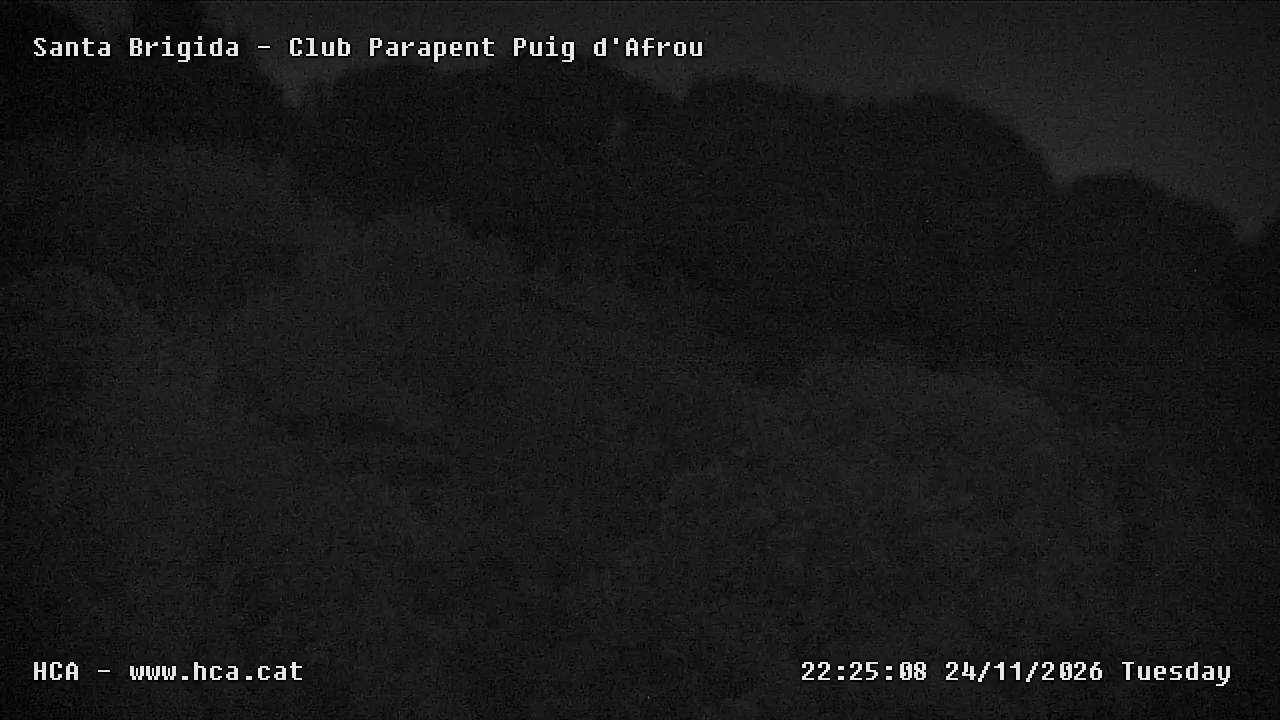 Santa Brigida - Club Parapent Puig d'Afrou
HCA - www.hca.cat
22:25:08 24/11/2026 Tuesday